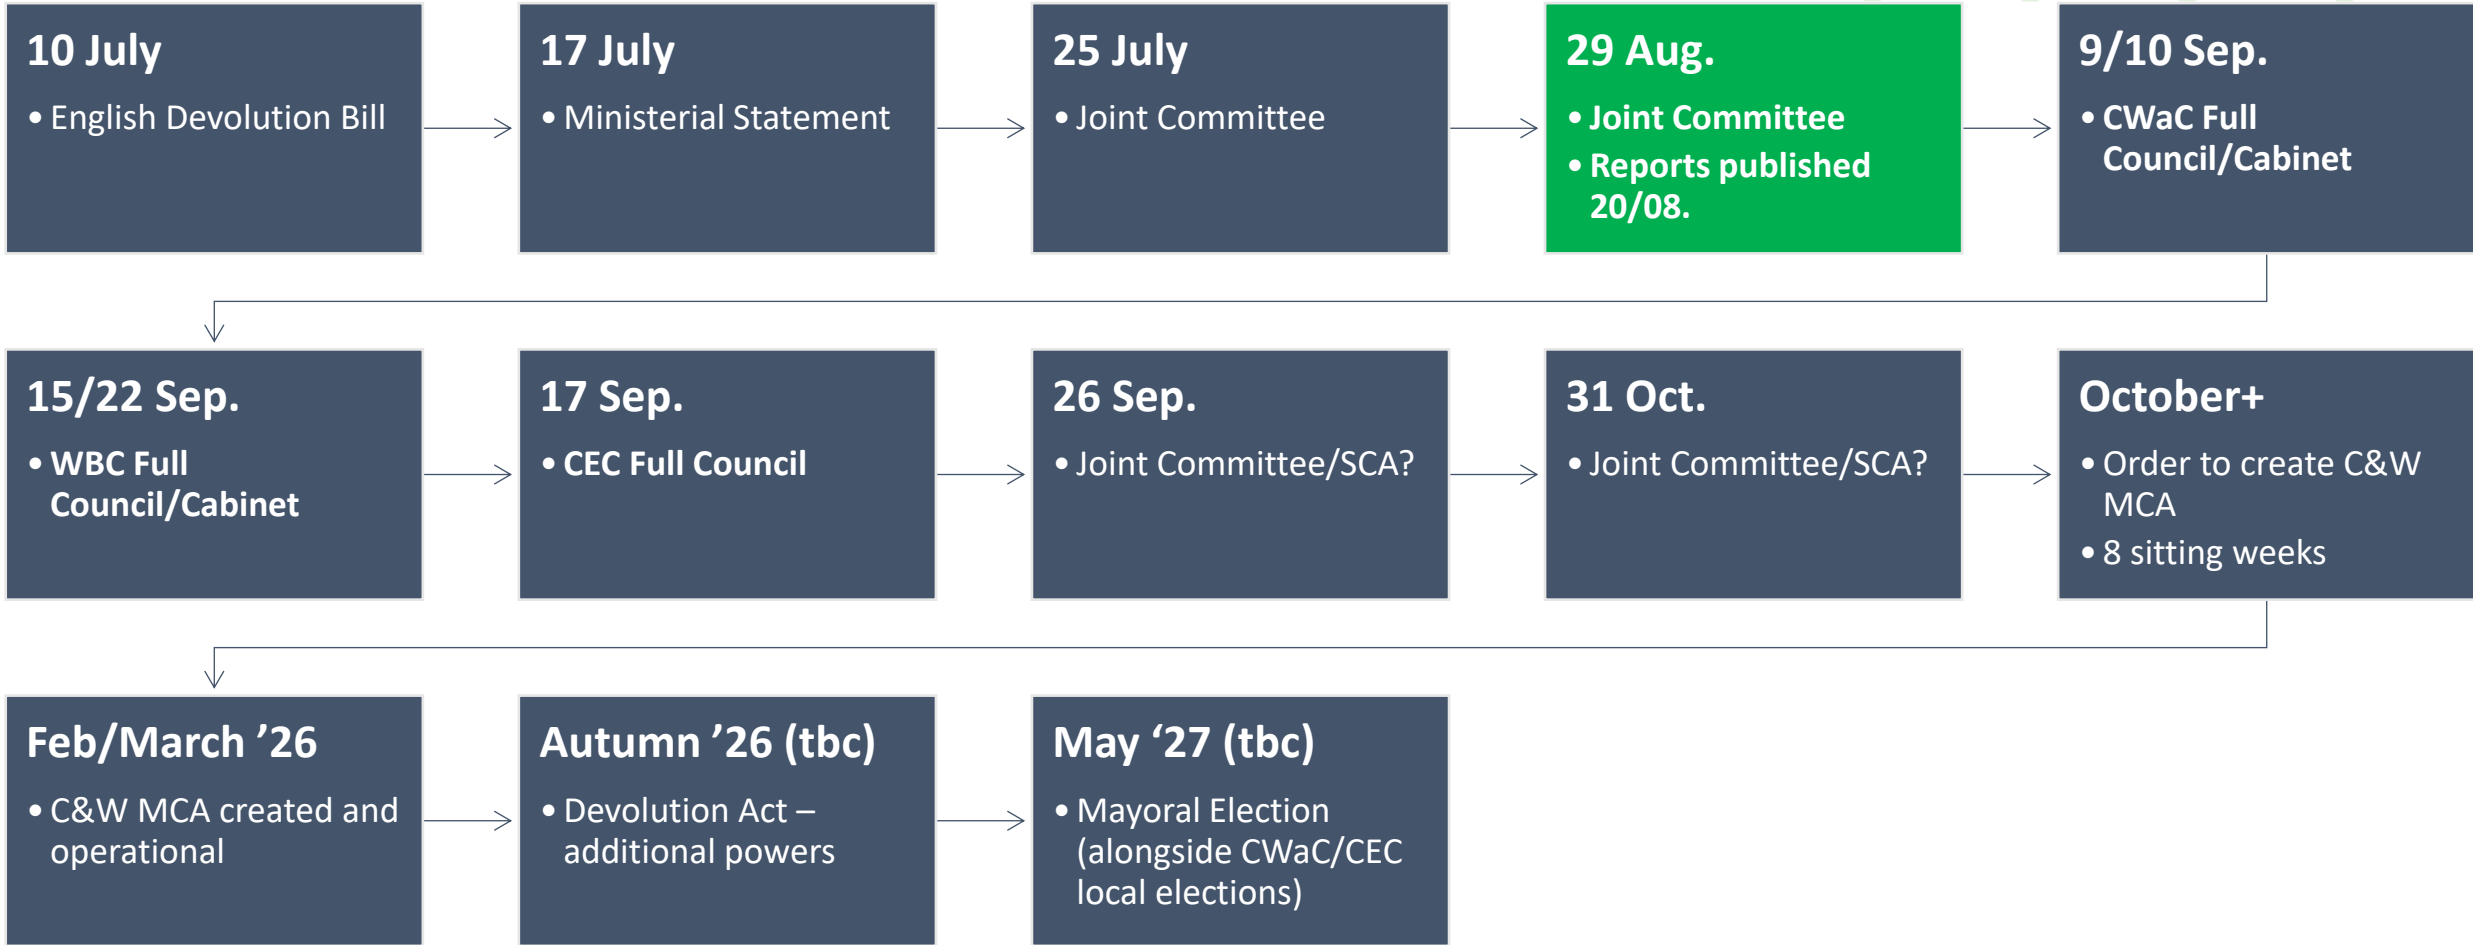 10 July
• English Devolution Bill
17 July
• Ministerial Statement
25 July
• Joint Committee
29 Aug.
• Joint Committee
• Reports published
20/08.
9/10 Sep.
• CWaC Full
Council/Cabinet
15/22 Sep.
• WBC Full
Council/Cabinet
17 Sep.
• CEC Full Council
26 Sep.
• Joint Committee/SCA?
31 Oct.
• Joint Committee/SCA?
October+
• Order to create C&W
MCA
• 8 sitting weeks
Feb/March ’26
• C&W MCA created and
operational
Autumn ’26 (tbc)
• Devolution Act –
additional powers
May ‘27 (tbc)
• Mayoral Election
(alongside CWaC/CEC
local elections)